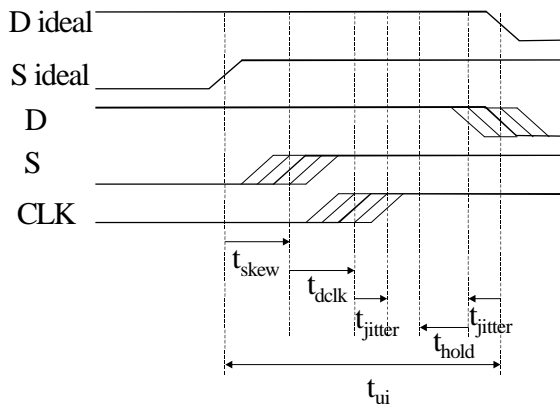 D ideal
S ideal
D
S
CLK
tskew
tdclk
tjitter
tjitter
thold
tui